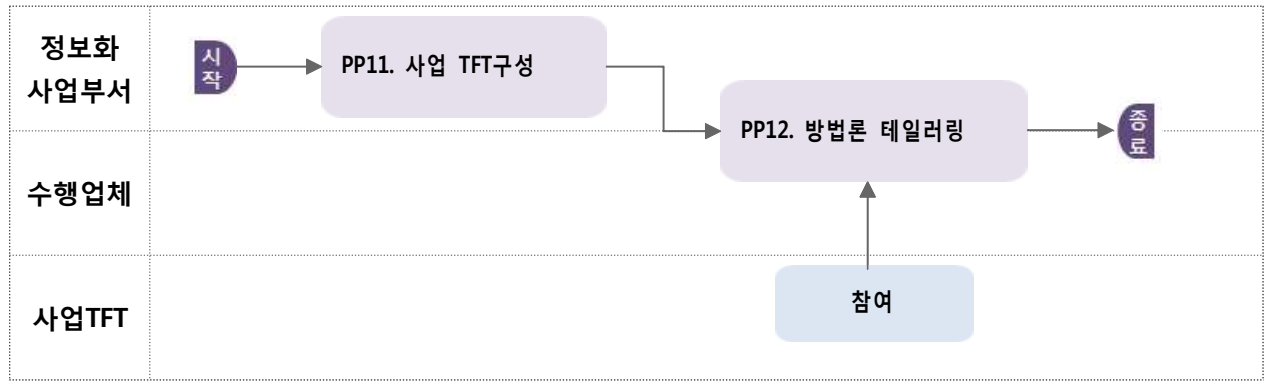 정보화
사업부서
시
작
PP11. 사업 TFT구성
PP12. 방법론 테일러링
종
료
수행업체
사업TFT
참여